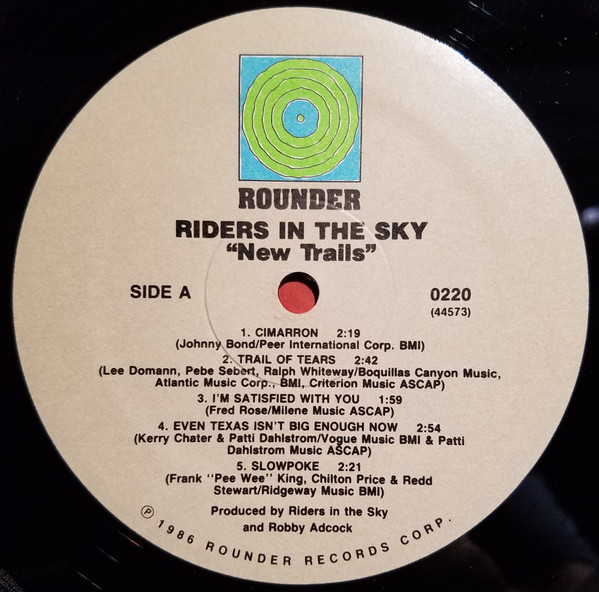 ROUNDER
RIDERS IN THE SKY
“New Trails”
SIDE A
0220
(44573)
1. CIMARRON 2:19
(Johnny Bond/Peer International Corp. BMI)
2. TRAIL OF TEARS 2:42
(Lee Domann, Pebe Sebert, Ralph Whiteway/Boquillas Canyon Music,
Atlantic Music Corp., BMI, Criterion Music ASCAP)
3. I'M SATISFIED WITH YOU 1:59
(Fred Rose/Milene Music ASCAP)
4. EVEN TEXAS ISN'T BIG ENOUGH NOW 2:54
(Kerry Chater & Patti Dahlstrom/Vogue Music BMI & Patti
Dahlstrom Music ASCAP)
5. SLOWPOKE 2:21
(Frank "Pee Wee" King, Chilton Price & Redd
Stewart/Ridgeway Music BMI)
Produced by Riders in the Sky
and Robby Adcock
℗ 1986 ROUNDER RECORDS CORP.